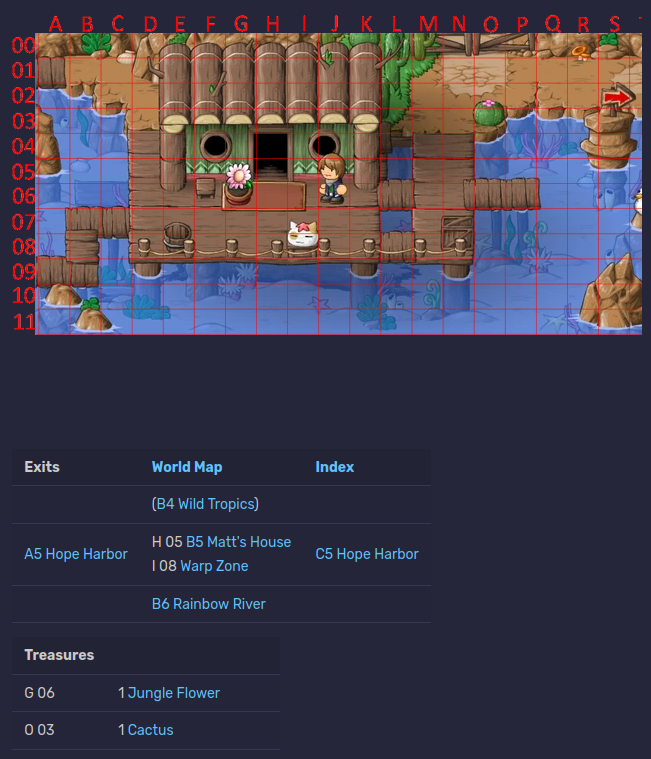 A B C D E F G H I J K L M N O P Q R S
00
01
02
03
04
05
06
07
08
09
10
11
Exits World Map Index
(B4 Wild Tropics)
H 05 B5 Matt's House
A5 Hope Harbor C5 Hope Harbor
I 08 Warp Zone
B6 Rainbow River
Treasures
G 06 1 Jungle Flower
O 03 1 Cactus